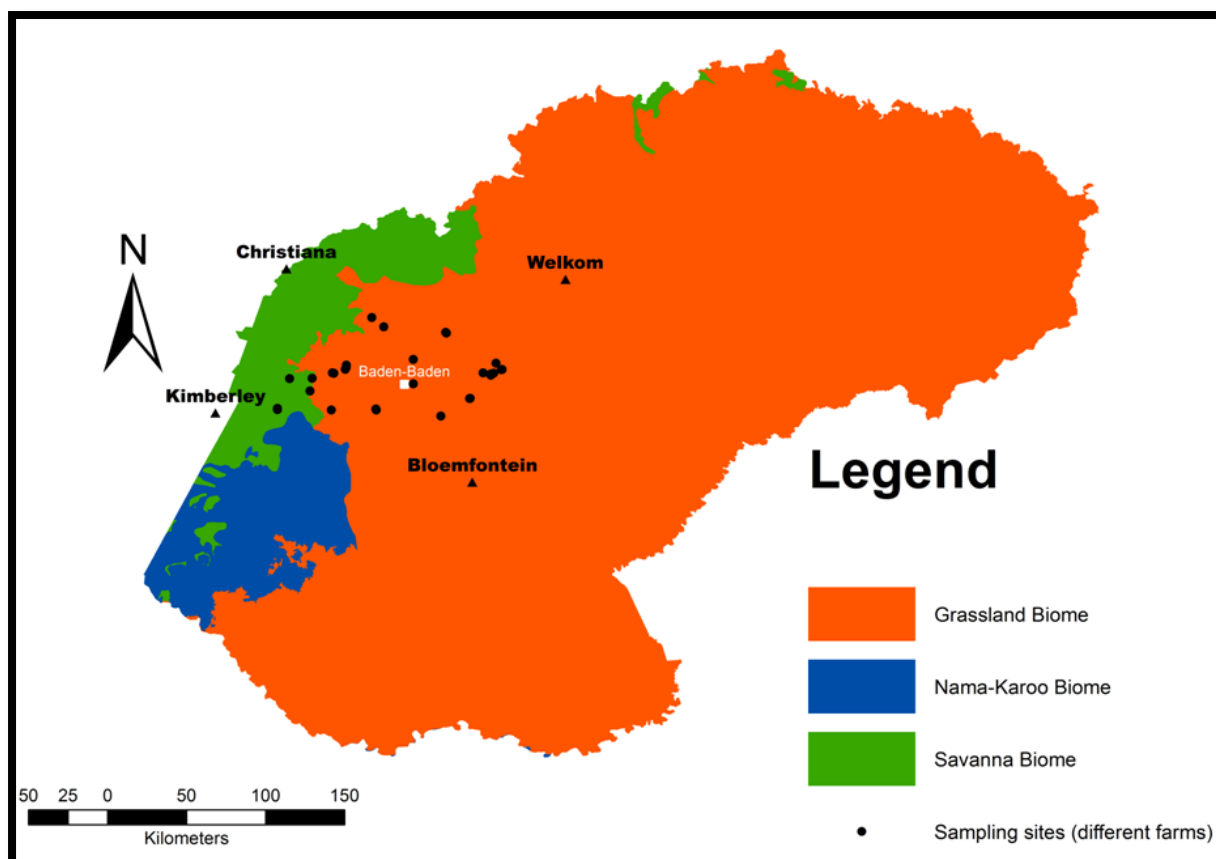 N
Christiana
Welkom
Baden-Baden
Kimberley
Bloemfontein
Legend
Grassland Biome
Nama-Karoo Biome
Savanna Biome
50 25 0 50 100 150
Kilometers
Sampling sites (different farms)